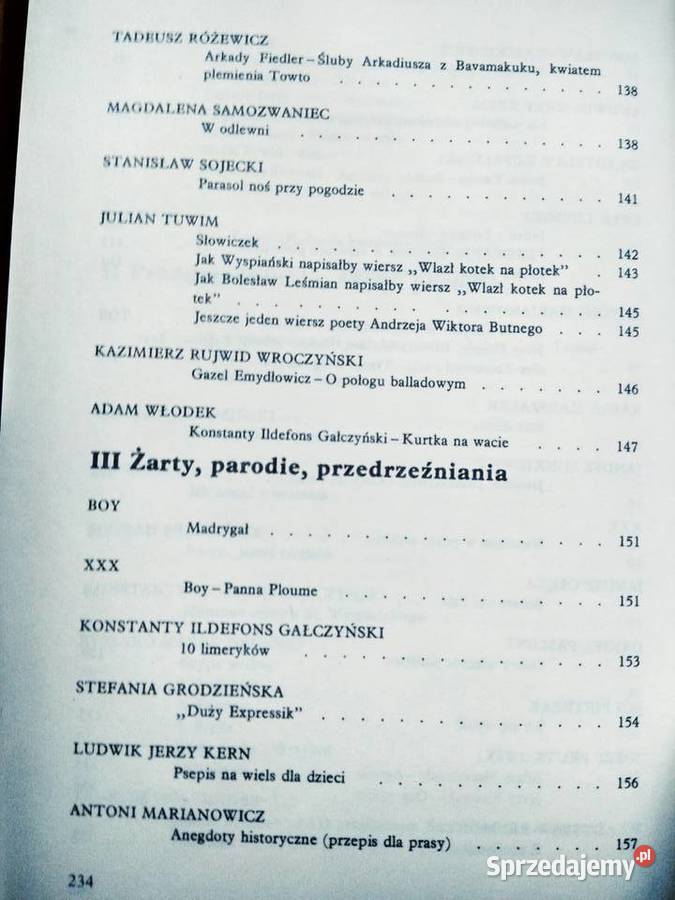 TADEUSZ RÓŻEWICZ
Arkady Fiedler – Śluby Arkadiusza z Bavamakuku, kwiatem
plemienia Towto . . . . . . . . . . . . . . 138
MAGDALENA SAMOZWANIEC
W odlewni . . . . . . . . . . . . . . . . 138
STANISŁAW SOJECKI
Parasol noś przy pogodzie . . . . . . . . . . . 141
JULIAN TUWIM
Słowiczek . . . . . . . . . . . . . . . . 142
Jak Wyspiański napisałby wiersz „Wlazł kotek na płotek" . 143
Jak Bolesław Leśmian napisałby wiersz „Wlazł kotek na pło-
tek" . . . . . . . . . . . . . . . . . . 145
Jeszcze jeden wiersz poety Andrzeja Wiktora Butnego . . . 145
KAZIMIERZ RUJWID WROCZYŃSKI
Gazel Emydłowicz – O połogu balladowym . . . . . . . 146
ADAM WŁODEK
Konstanty Ildefons Gałczyński – Kurtka na wacie . . . . 147
III Żarty, parodie, przedrzeźniania
BOY
Madrygał . . . . . . . . . . . . . . . . 151
XXX
Boy – Panna Ploume . . . . . . . . . . . . . 151
KONSTANTY ILDEFONS GAŁCZYŃSKI
10 limeryków . . . . . . . . . . . . . . . 153
STEFANIA GRODZIEŃSKA
„Duży Expressik" . . . . . . . . . . . . . . 154
LUDWIK JERZY KERN
Psepis na wiels dla dzieci . . . . . . . . . . . 156
ANTONI MARIANOWICZ
Anegdoty historyczne (przepis dla prasy) . . . . . . . 157
234
Sprzedajemy.pl